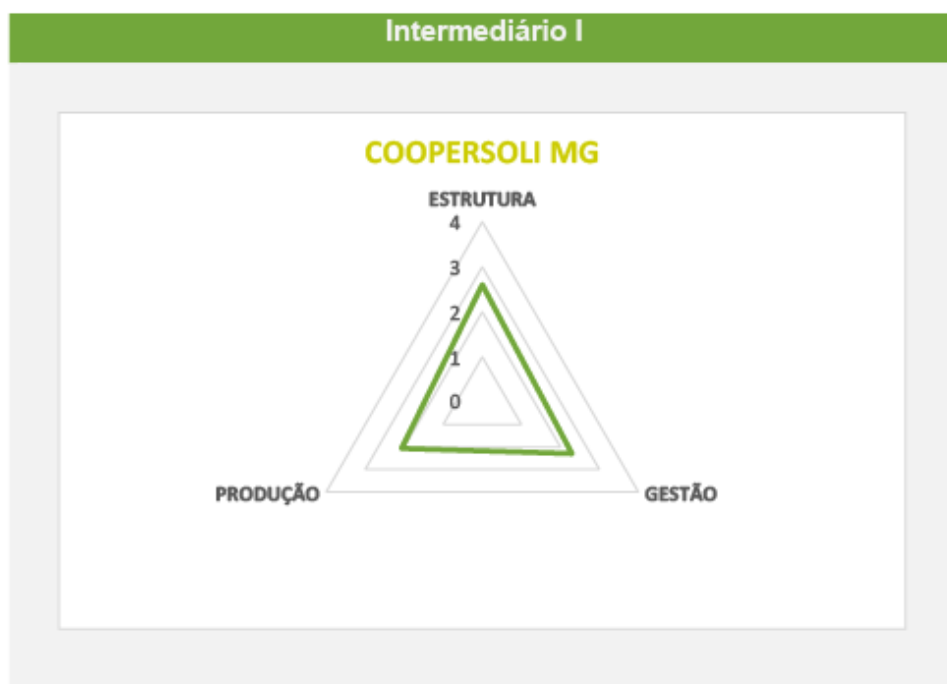 Intermediário I
COOPERSOLI MG
ESTRUTURA
4
3
2
1
0
PRODUÇÃO
GESTÃO